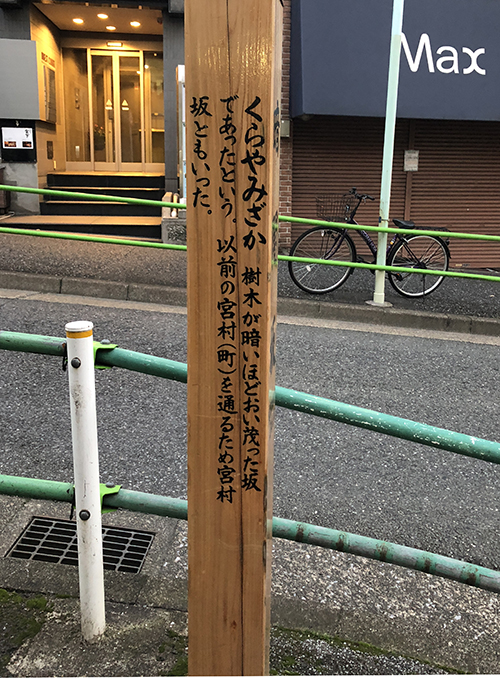 くらやみざか 樹木が暗いほどおい茂った坂
であったという。以前の宮村(町)を通るため宮村
坂ともいった。
Max